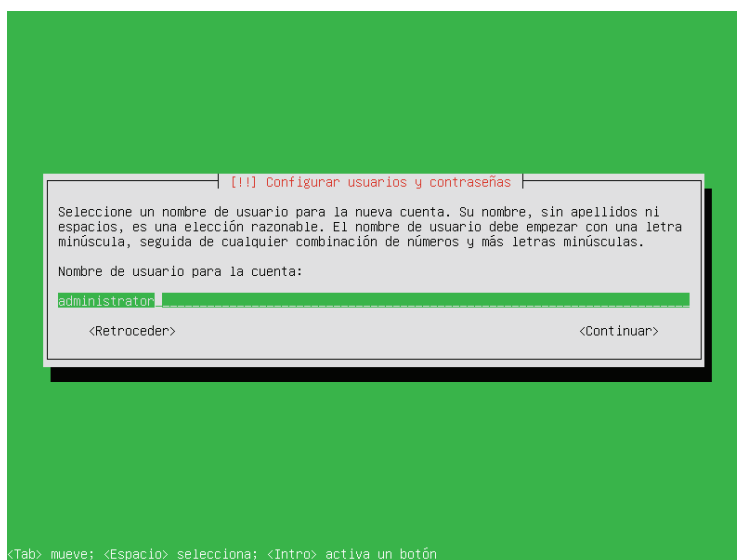 [!!] Configurar usuarios y contraseñas
Seleccione un nombre de usuario para la nueva cuenta. Su nombre, sin apellidos ni
espacios, es una elección razonable. El nombre de usuario debe empezar con una letra
minúscula, seguida de cualquier combinación de números y más letras minúsculas.
Nombre de usuario para la cuenta:
administrator
<Retroceder> <Continuar>
<Tab> mueve; <Espacio> selecciona; <Intro> activa un botón